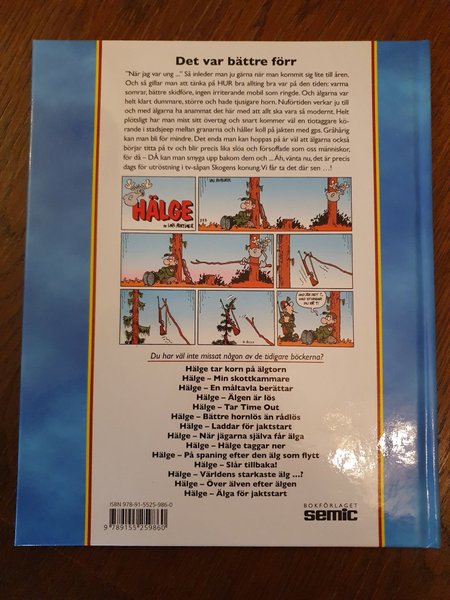 Det var bättre förr
"När jag var ung ..." Så inleder man ju gärna när man kommit sig lite till åren.
Och så gillar man att tänka på HUR bra allting bra var på den tiden: varma
somrar, bättre skidföre, ingen irriterande mobil som ringde. Och älgarna var
helt klart dummare, större och hade tjusigare horn. Nuförtiden verkar ju till
och med älgarna ha anammat det här med att allt ska vara så modernt. Helt
plötsligt har man mist sitt övertag och snart kommer väl en tiotaggare kö-
rande i stadsjeep mellan granarna och håller koll på jakten med gps. Gråhårig
kan man bli för mindre. Det enda man kan hoppas på är väl att älgarna också
börjar titta på tv och blir precis lika slöa och försoffade som oss människor,
för då – DÅ kan man smyga upp bakom dem och ... Äh, vänta nu, det är precis
dags för utröstning i tv-såpan Skogens konung. Vi får ta det där sen ...!
HÄLGE
AV LARS MORTIMER
Du har väl inte missat någon av de tidigare böckerna?
Hälge tar korn på älgtorn
Hälge – Min skottkammare
Hälge – En måltavla berättar
Hälge – Älgen är lös
Hälge – Tar Time Out
Hälge – Bättre hornlös än rådlös
Hälge – Laddar för jaktstart
Hälge – När jägarna själva får älga
Hälge – Hälge taggar ner
Hälge – På spaning efter den älg som flytt
Hälge – Slår tillbaka!
Hälge – Världens starkaste älg ...?
Hälge – Över älven efter älgen
Hälge – Älga för jaktstart
ISBN 978-91-5525-986-0
9 789155 259860
BOKFÖRLAGET
semic